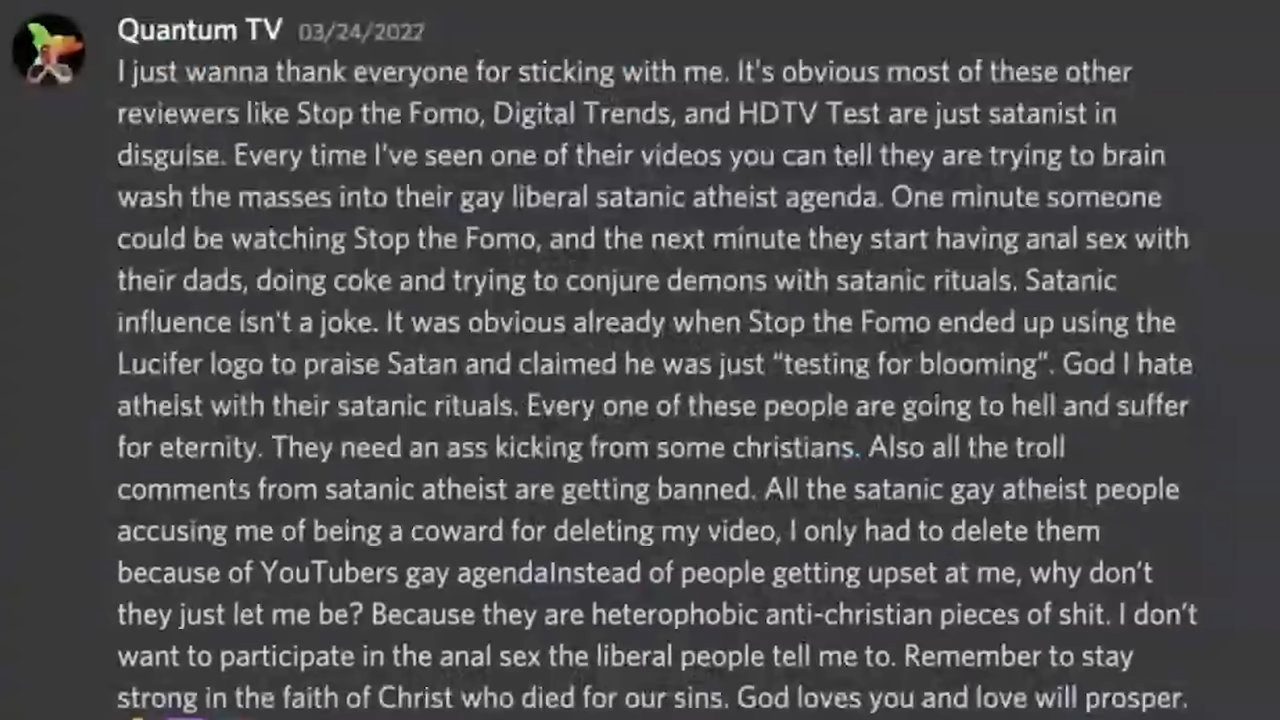 Quantum TV 03/24/2022
I just wanna thank everyone for sticking with me. It's obvious most of these other
reviewers like Stop the Fomo, Digital Trends, and HDTV Test are just satanist in
disguise. Every time I've seen one of their videos you can tell they are trying to brain
wash the masses into their gay liberal satanic atheist agenda. One minute someone
could be watching Stop the Fomo, and the next minute they start having anal sex with
their dads, doing coke and trying to conjure demons with satanic rituals. Satanic
influence isn't a joke. It was obvious already when Stop the Fomo ended up using the
Lucifer logo to praise Satan and claimed he was just “testing for blooming”. God I hate
atheist with their satanic rituals. Every one of these people are going to hell and suffer
for eternity. They need an ass kicking from some christians. Also all the troll
comments from satanic atheist are getting banned. All the satanic gay atheist people
accusing me of being a coward for deleting my video, I only had to delete them
because of YouTubers gay agendaInstead of people getting upset at me, why don’t
they just let me be? Because they are heterophobic anti-christian pieces of shit. I don’t
want to participate in the anal sex the liberal people tell me to. Remember to stay
strong in the faith of Christ who died for our sins. God loves you and love will prosper.